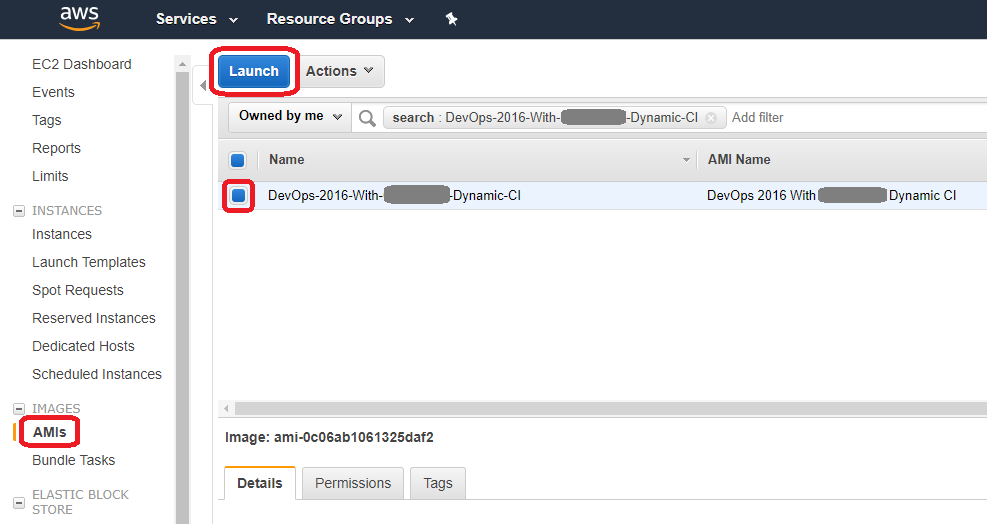 aws Services Resource Groups
EC2 Dashboard
Events
Tags
Reports
Limits
INSTANCES
Instances
Launch Templates
Spot Requests
Reserved Instances
Dedicated Hosts
Scheduled Instances
IMAGES
AMIs
Bundle Tasks
ELASTIC BLOCK
STORE
Launch Actions
Owned by me search : DevOps-2016-With- -Dynamic-CI Add filter
Name AMI Name
DevOps-2016-With- -Dynamic-CI DevOps 2016 With Dynamic CI
Image: ami-0c06ab1061325daf2
Details Permissions Tags